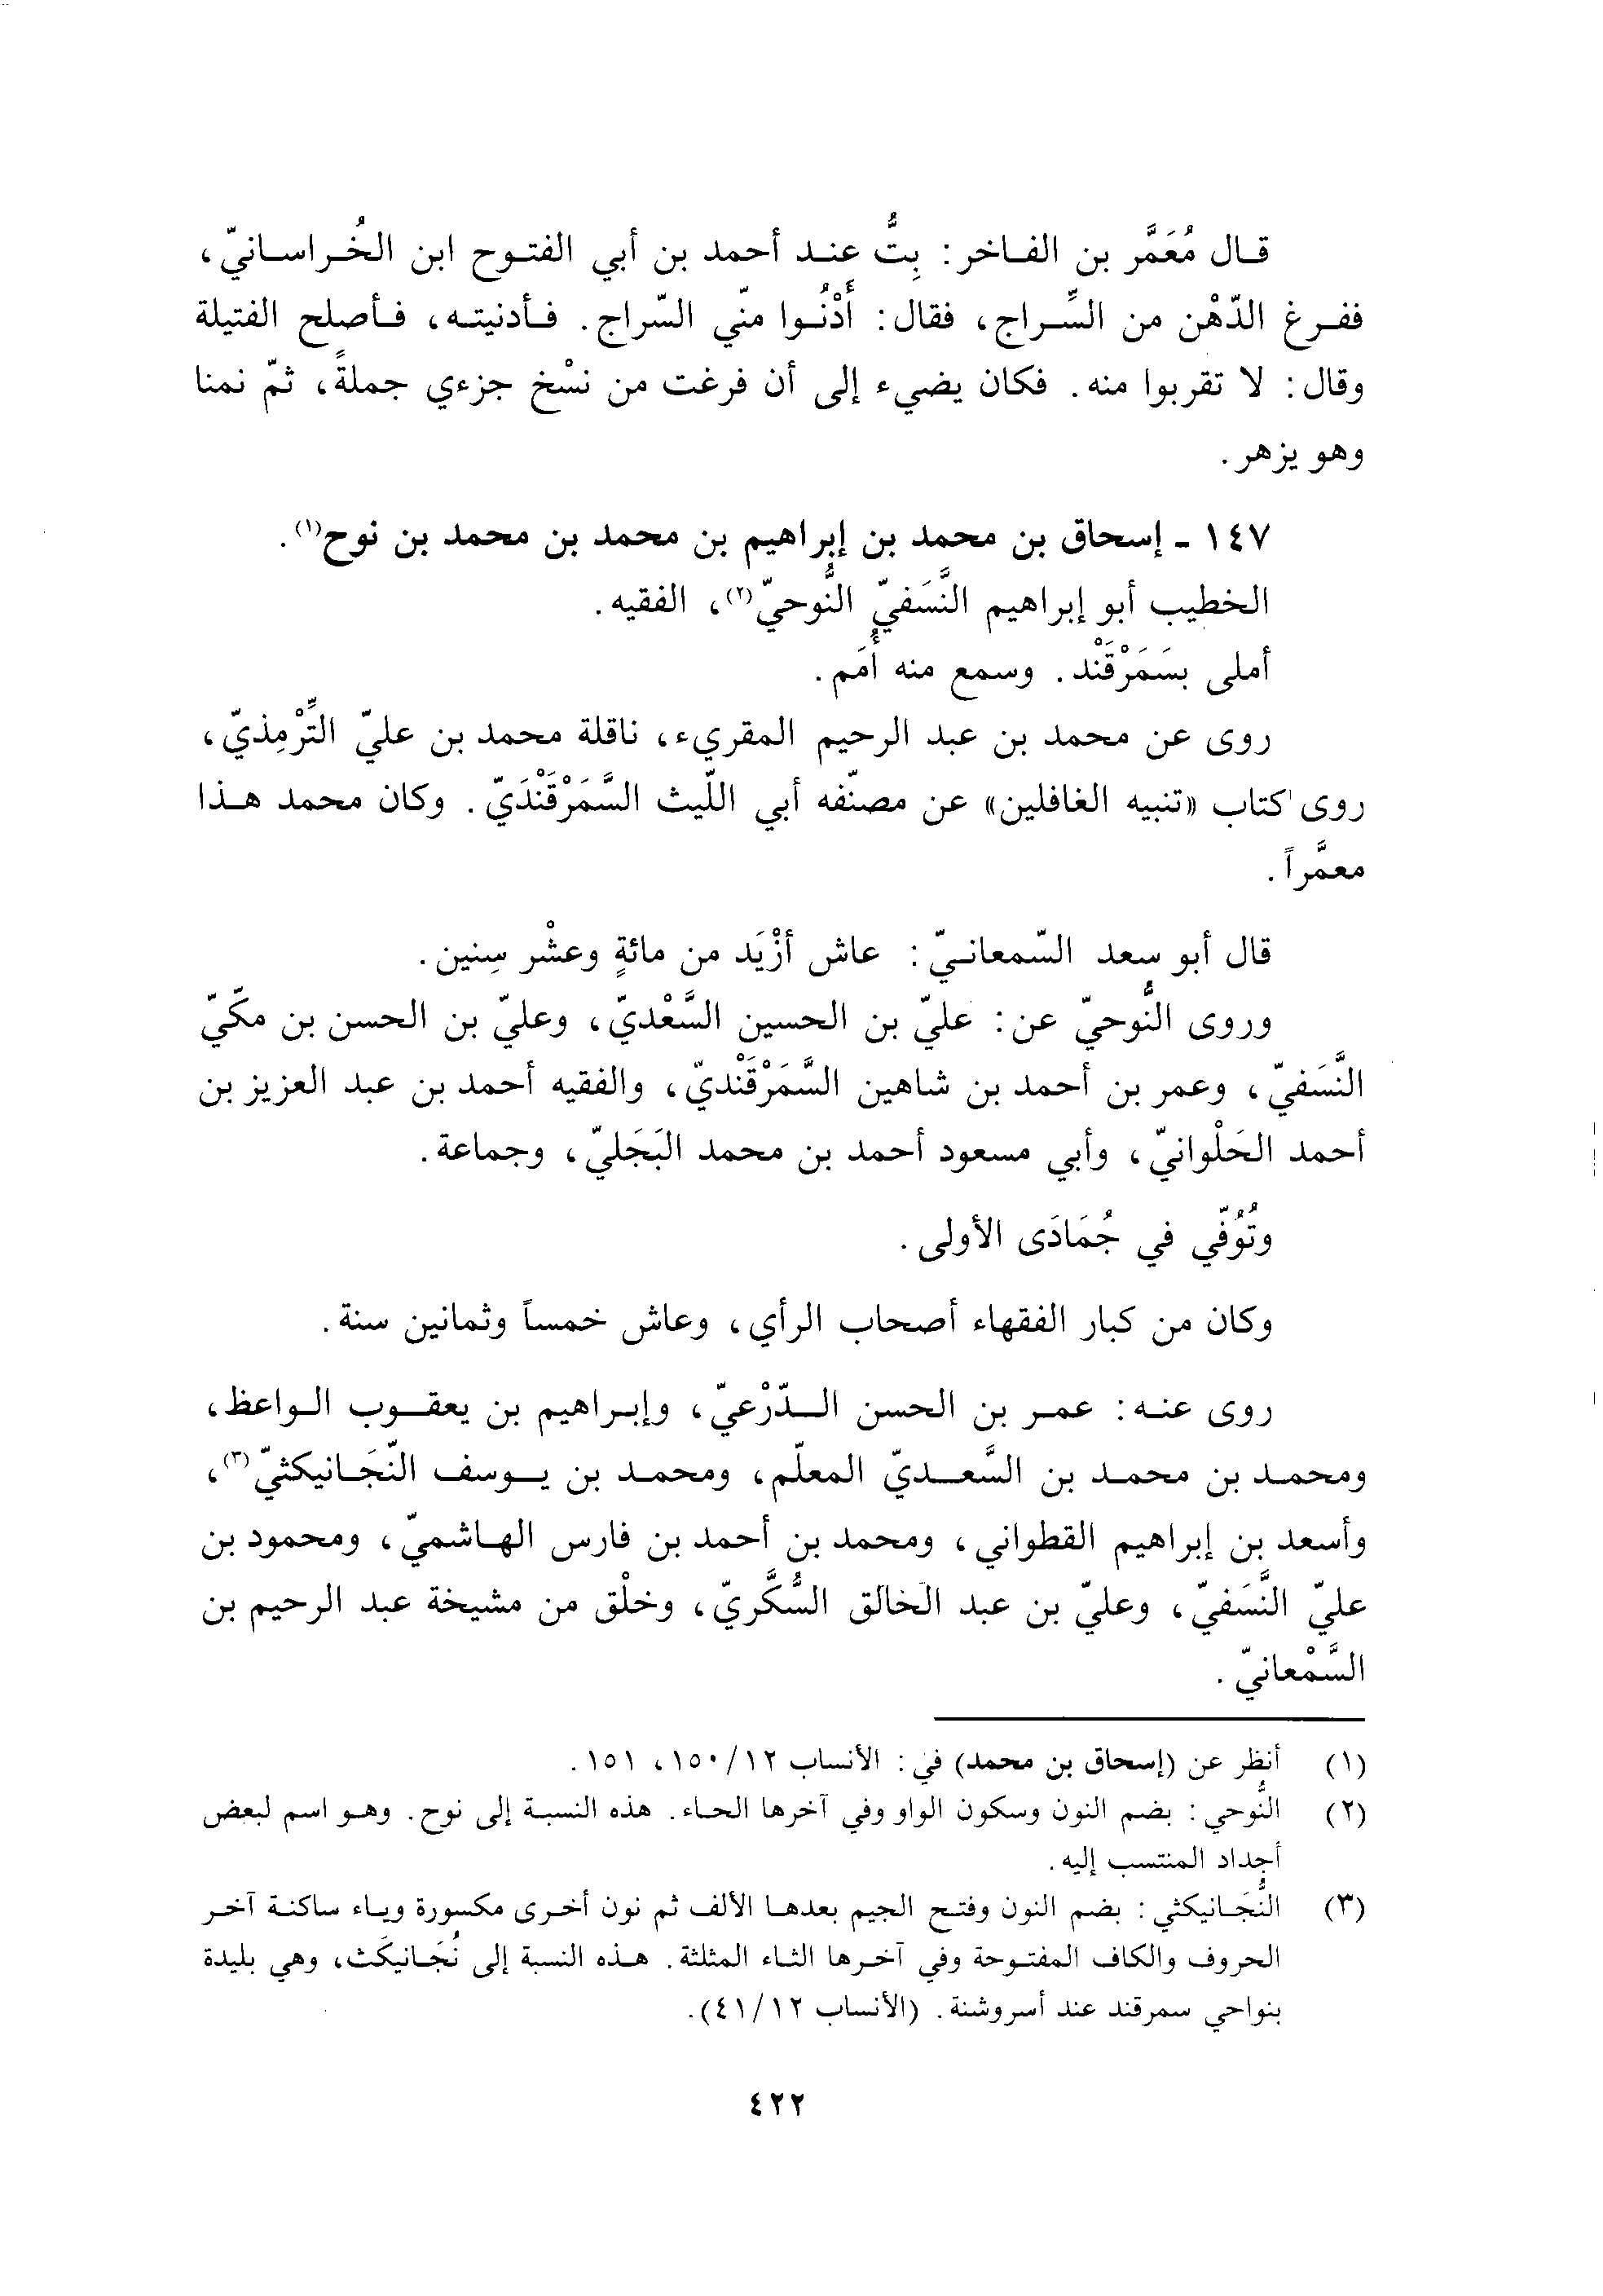 قال مُعَمَّر بن الفاخر: بِتُّ عند أحمد بن أبي الفتوح ابن الخُراسانيّ،
ففرغ الدّهْن من السِّراج، فقال: أَدْنُوا منّي السّراج. فأدنيته، فأصلح الفتيلة
وقال: لا تقربوا منه. فكان يضيء إلى أن فرغت من نسْخ جزءي جملةً، ثمّ نمنا
وهو يزهر.
١٤٧ - إسحاق بن محمد بن إبراهيم بن محمد بن محمد بن نوح(١).
الخطيب أبو إبراهيم النَّسَفيّ النُّوحيّ(٢)، الفقيه.
أملى بسَمَرْقَنْد. وسمع منه أُمَم.
روى عن محمد بن عبد الرحيم المقريء، ناقلة محمد بن عليّ التِّرْمِذيّ،
روى كتاب «تنبيه الغافلين» عن مصنّفه أبي اللّيث السَّمَرْقَنْدَيّ. وكان محمد هذا
معمَّراً.
قال أبو سعد السّمعانيّ: عاش أزْيَد من مائةٍ وعشْر سِنين.
وروى النُّوحيّ عن: عليّ بن الحسين السَّعْديّ، وعليّ بن الحسن بن مكّيّ
النَّسَفيّ، وعمر بن أحمد بن شاهين السَّمَرْقَنْديّ، والفقيه أحمد بن عبد العزيز بن
أحمد الحَلْوانيّ، وأبي مسعود أحمد بن محمد البَجَليّ، وجماعة.
وتُوُفّي في جُمَادَى الأولى.
وكان من كبار الفقهاء أصحاب الرأي، وعاش خمساً وثمانين سنة.
روى عنه: عمر بن الحسن الدّرْعيّ، وإبراهيم بن يعقوب الواعظ،
ومحمد بن محمد بن السَّعديّ المعلّم، ومحمد بن يوسف النّجَانيكثيّ(٣)،
وأسعد بن إبراهيم القطواني، ومحمد بن أحمد بن فارس الهاشميّ، ومحمود بن
عليّ النَّسَفيّ، وعليّ بن عبد الخالق السُّكَّريّ، وخلْق من مشيخة عبد الرحيم بن
السَّمْعانيّ.
(١) أنظر عن (إسحاق بن محمد) في: الأنساب ١٥٠/١٢، ١٥١.
(٢) النُّوحي: بضم النون وسكون الواو وفي آخرها الحاء. هذه النسبة إلى نوح. وهو اسم لبعض
أجداد المنتسب إليه.
(٣) النُّجَانيكثي: بضم النون وفتح الجيم بعدها الألف ثم نون أخرى مكسورة وياء ساكنة آخر
الحروف والكاف المفتوحة وفي آخرها الثاء المثلثة. هذه النسبة إلى نُجَانيكَث، وهي بليدة
بنواحي سمرقند عند أسروشنة. (الأنساب ٤١/١٢).
٤٢٢